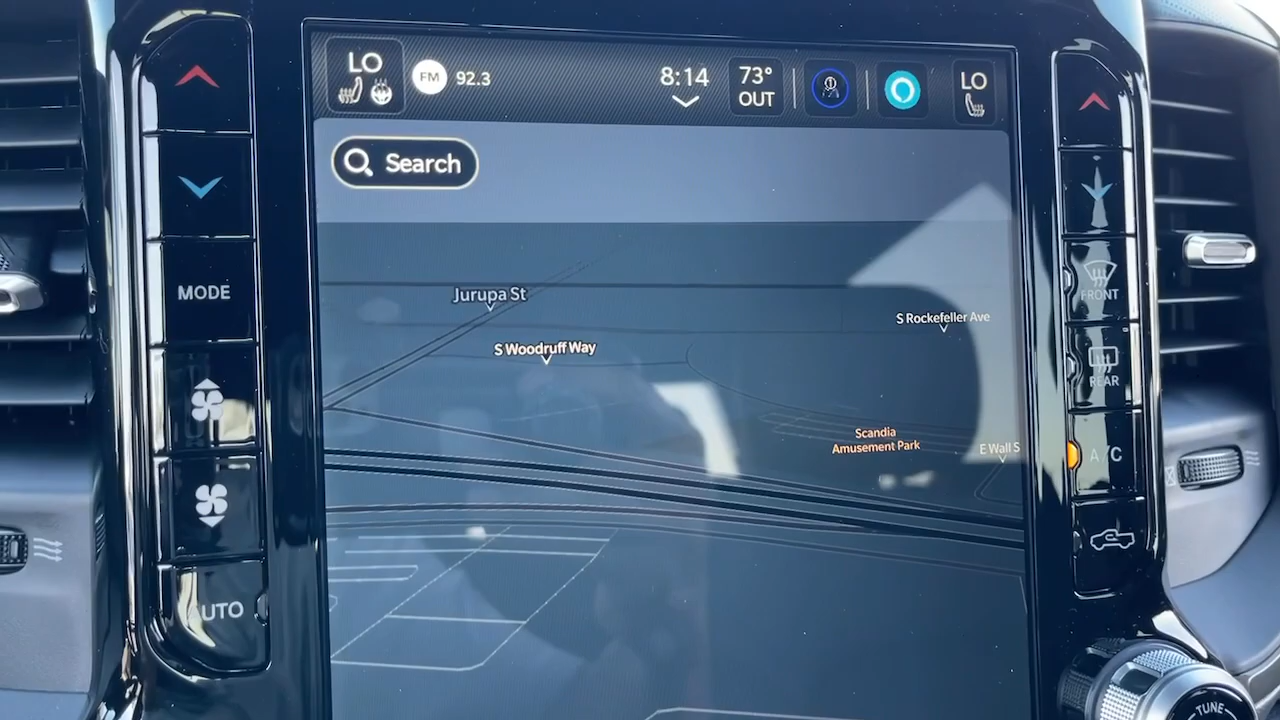 LO
FM 92.3
8:14
73°
OUT
LO
Search
MODE
FRONT
Jurupa St
S Rockefeller Ave
S Woodruff Way
REAR
Scandia
Amusement Park
E Wall S
A/C
AUTO
TUNE